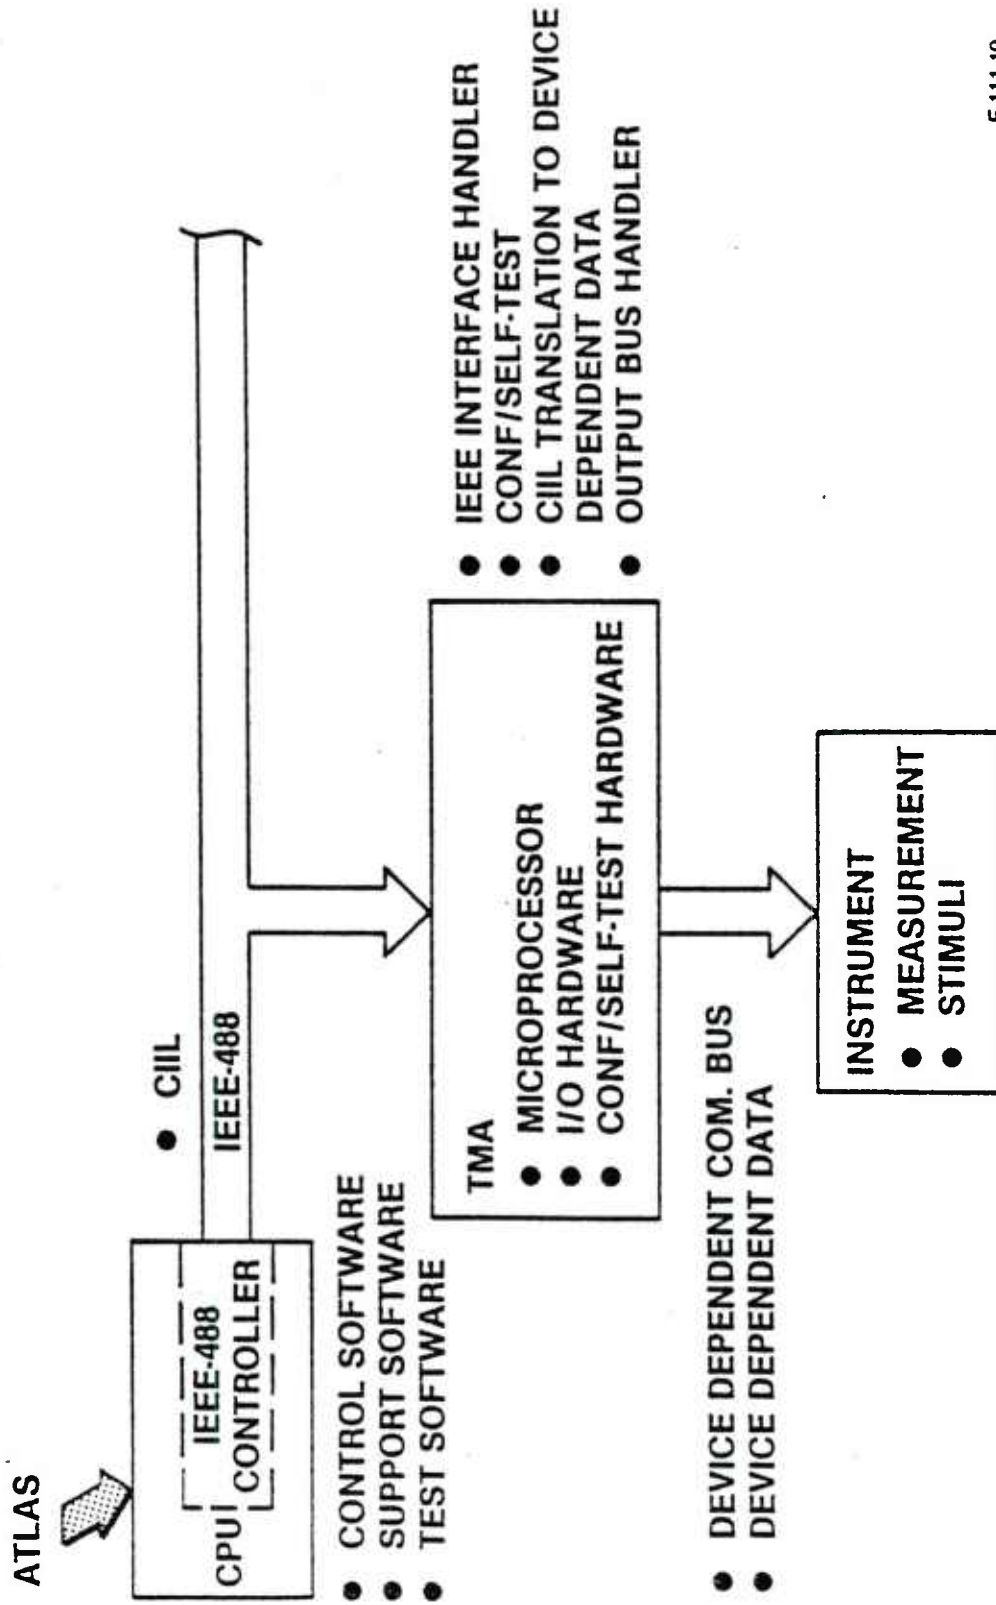 ATLAS
CPU
IEEE-488
CONTROLLER
● CIIL
IEEE-488
● CONTROL SOFTWARE
● SUPPORT SOFTWARE
● TEST SOFTWARE
TMA
● MICROPROCESSOR
● I/O HARDWARE
● CONF/SELF-TEST HARDWARE
● IEEE INTERFACE HANDLER
● CONF/SELF-TEST
● CIIL TRANSLATION TO DEVICE
DEPENDENT DATA
● OUTPUT BUS HANDLER
● DEVICE DEPENDENT COM. BUS
● DEVICE DEPENDENT DATA
INSTRUMENT
● MEASUREMENT
● STIMULI